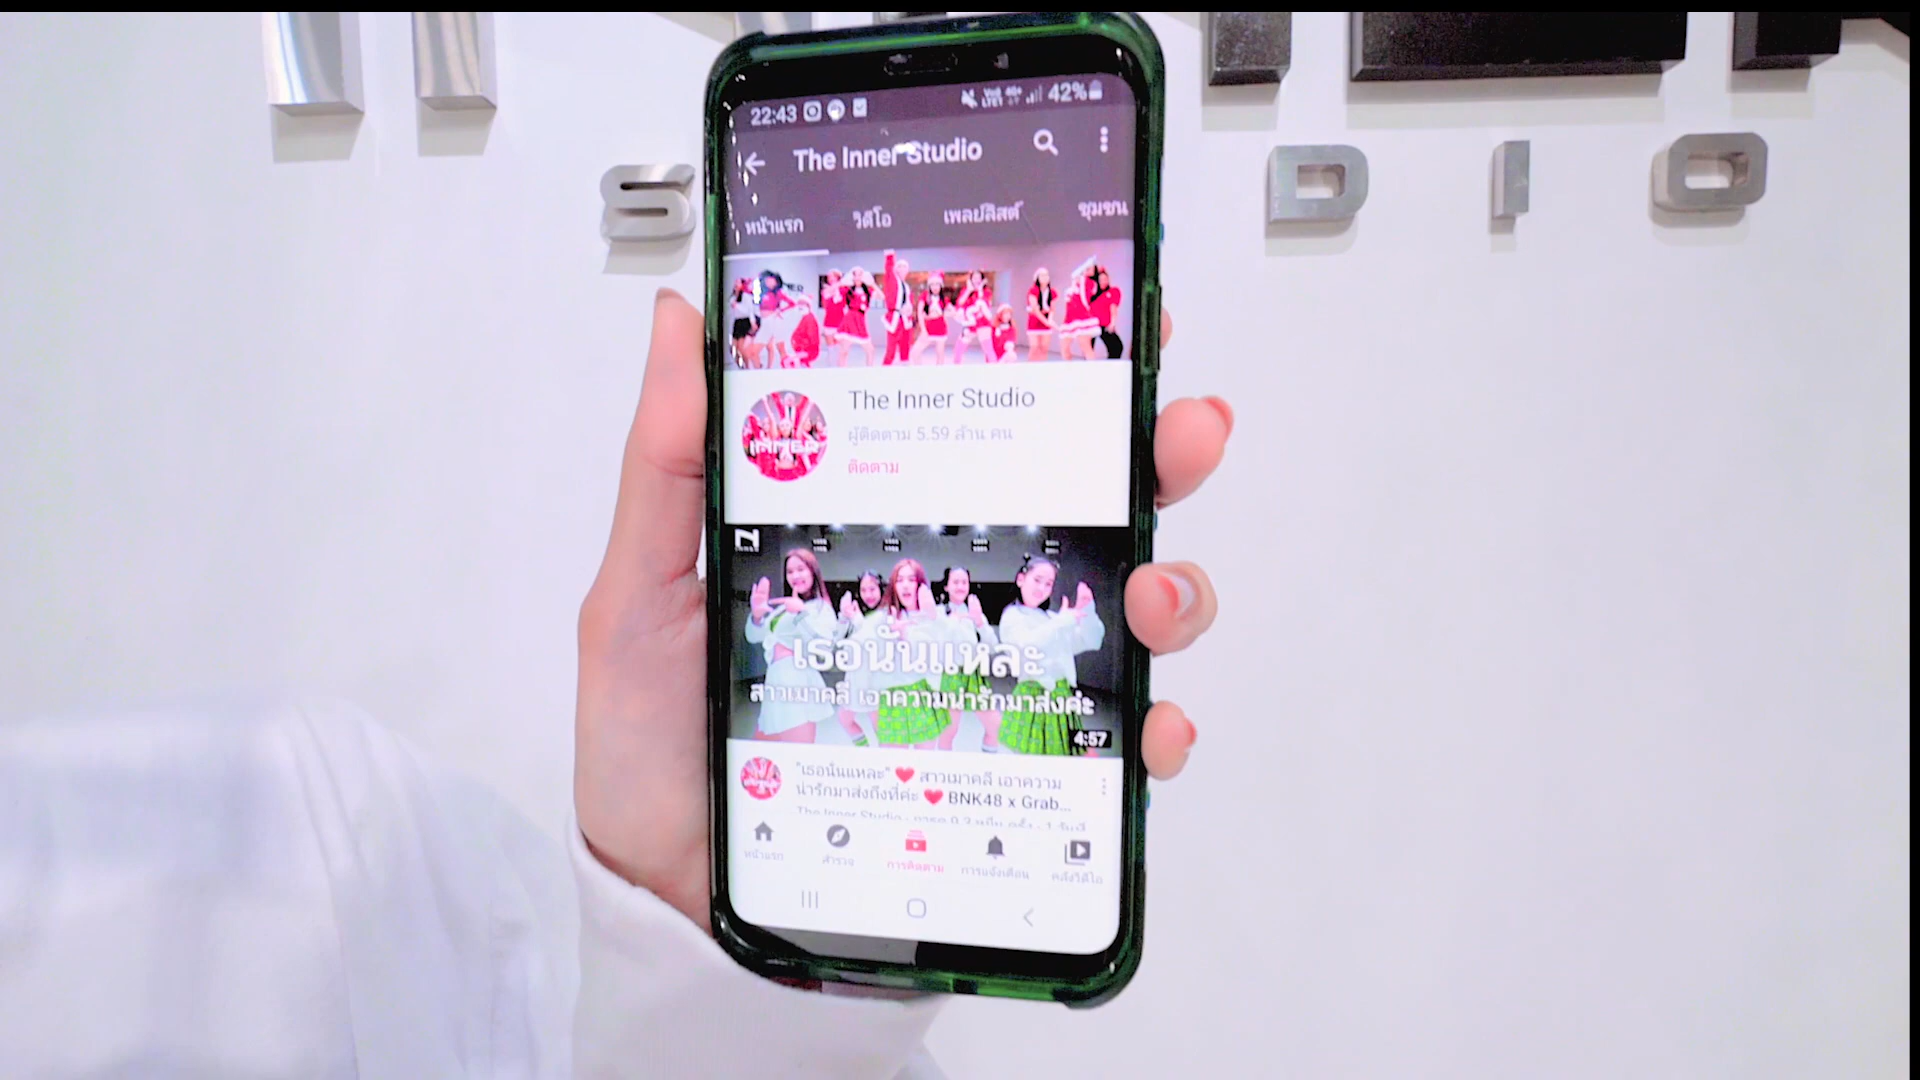 22:43
42%
The Inner Studio
หน้าแรก วิดีโอ เพลย์ลิสต์ ชุมชน
S DIO
The Inner Studio
ผู้ติดตาม 5.59 ล้าน คน
ติดตาม
INNER
เธอนั่นแหละ
สาวเมาคลี เอาความน่ารักมาส่งค่ะ
4:57
"เธอนั่นแหละ" ❤ สาวเมาคลี เอาความ
น่ารักมาส่งถึงที่ค่ะ ❤ BNK48 x Grab...
The Inner Studio
หน้าแรก สำรวจ การติดตาม การแจ้งเตือน คลังวิดีโอ